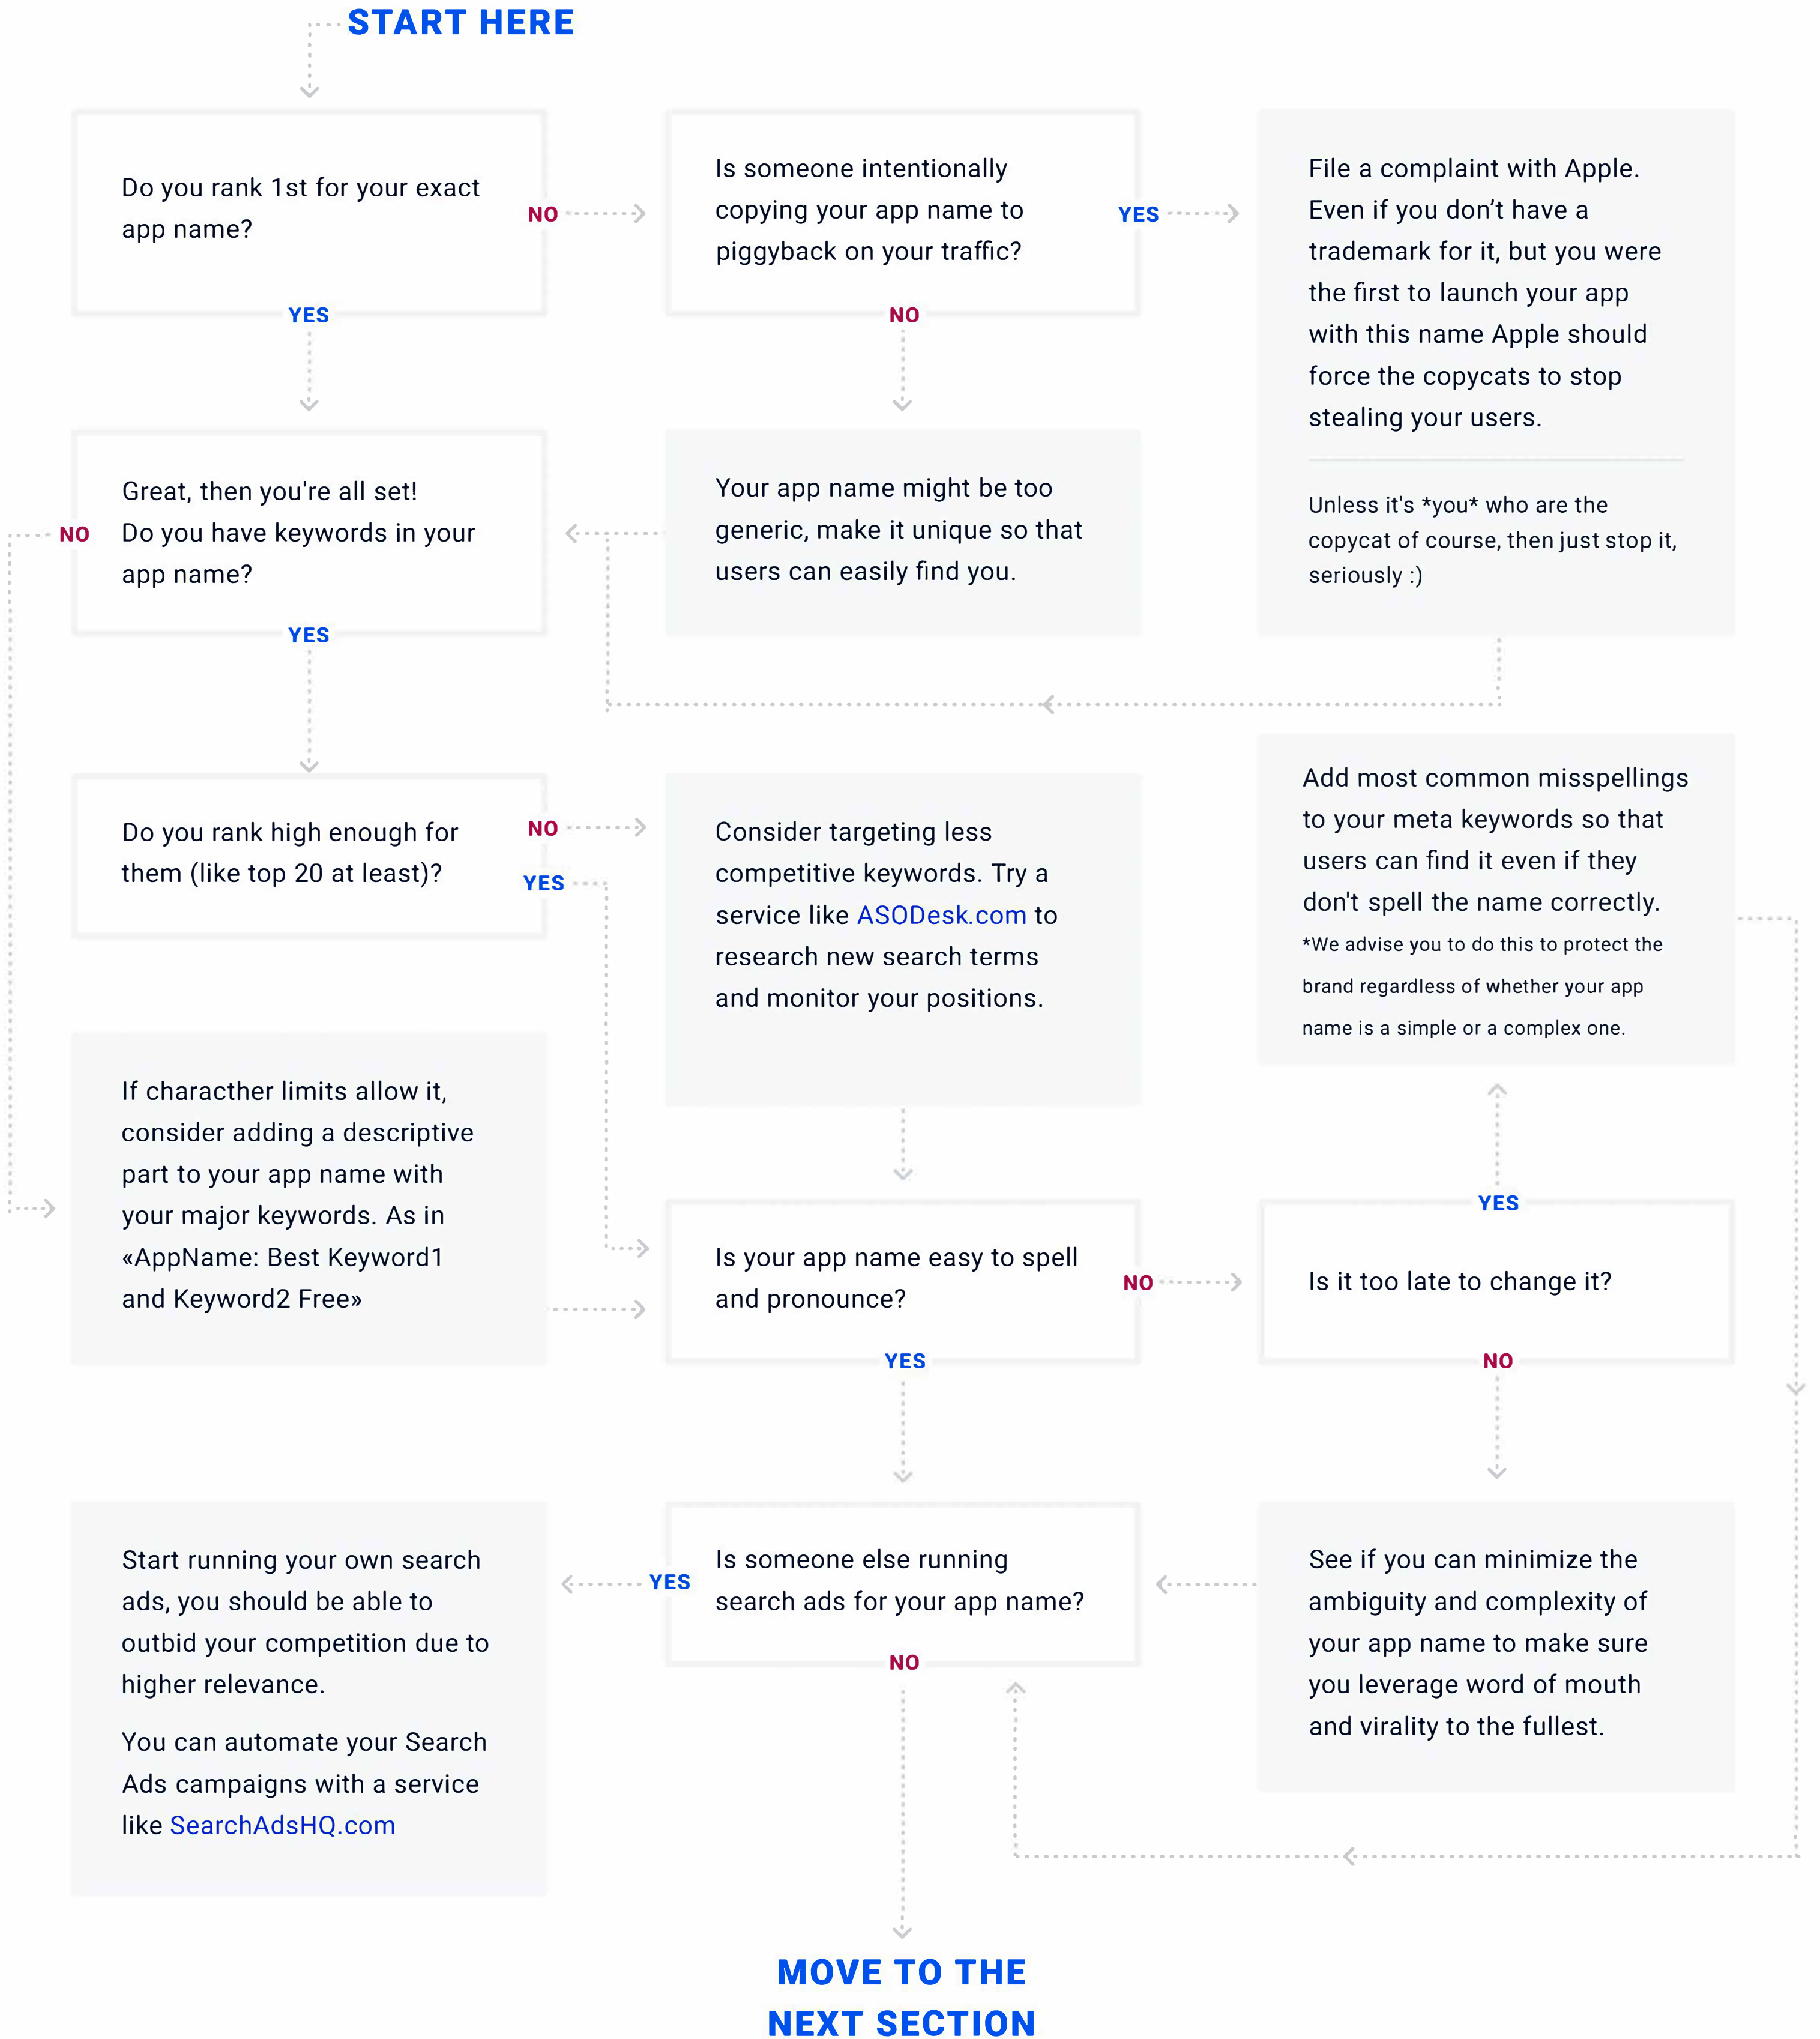 START HERE
Do you rank 1st for your exact
app name?
NO
YES
Is someone intentionally
copying your app name to
piggyback on your traffic?
YES
NO
File a complaint with Apple.
Even if you don’t have a
trademark for it, but you were
the first to launch your app
with this name Apple should
force the copycats to stop
stealing your users.
Unless it's *you* who are the
copycat of course, then just stop it,
seriously :)
Great, then you're all set!
Do you have keywords in your
app name?
NO
YES
Your app name might be too
generic, make it unique so that
users can easily find you.
Do you rank high enough for
them (like top 20 at least)?
NO
YES
Consider targeting less
competitive keywords. Try a
service like ASODesk.com to
research new search terms
and monitor your positions.
Add most common misspellings
to your meta keywords so that
users can find it even if they
don't spell the name correctly.
*We advise you to do this to protect the
brand regardless of whether your app
name is a simple or a complex one.
If characther limits allow it,
consider adding a descriptive
part to your app name with
your major keywords. As in
«AppName: Best Keyword1
and Keyword2 Free»
Is your app name easy to spell
and pronounce?
NO
YES
YES
Is it too late to change it?
NO
Start running your own search
ads, you should be able to
outbid your competition due to
higher relevance.
You can automate your Search
Ads campaigns with a service
like SearchAdsHQ.com
YES
Is someone else running
search ads for your app name?
NO
See if you can minimize the
ambiguity and complexity of
your app name to make sure
you leverage word of mouth
and virality to the fullest.
MOVE TO THE
NEXT SECTION